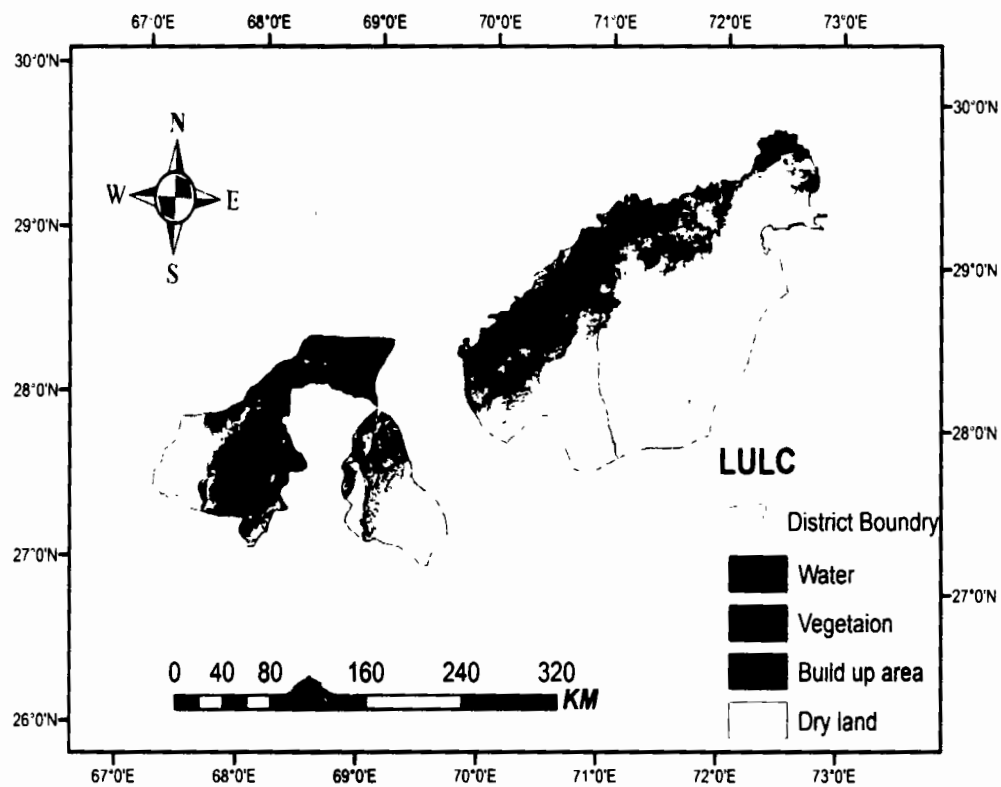 67°0'E 68°0'E 69°0'E 70°0'E 71°0'E 72°0'E 73°0'E
30°0'N
30°0'N
N
W E
S
29°0'N
29°0'N
28°0'N
28°0'N
LULC
District Boundry
27°0'N
Water
27°0'N
Vegetaion
Build up area
0 40 80 160 240 320
KM
Dry land
26°0'N
67°0'E 68°0'E 69°0'E 70°0'E 71°0'E 72°0'E 73°0'E